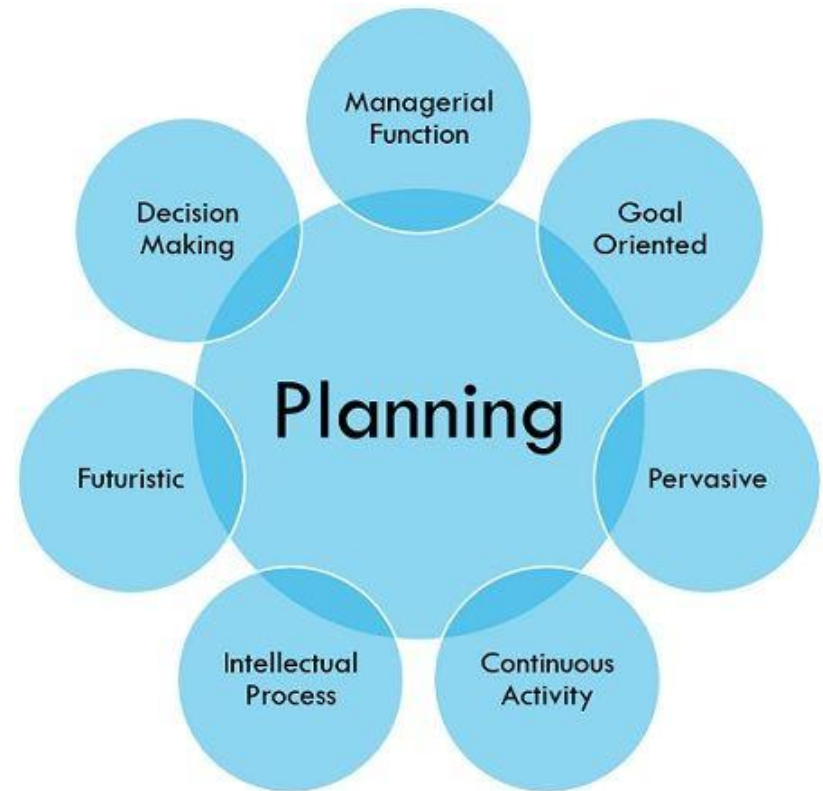 Managerial
Function
Goal
Oriented
Pervasive
Continuous
Activity
Intellectual
Process
Futuristic
Decision
Making
Planning